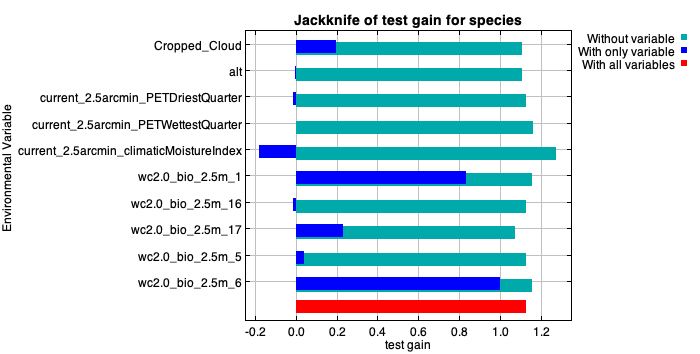 Jackknife of test gain for species
Without variable
With only variable
With all variables
Environmental Variable
Cropped_Cloud
alt
current_2.5arcmin_PETDriestQuarter
current_2.5arcmin_PETWettestQuarter
current_2.5arcmin_climaticMoistureIndex
wc2.0_bio_2.5m_1
wc2.0_bio_2.5m_16
wc2.0_bio_2.5m_17
wc2.0_bio_2.5m_5
wc2.0_bio_2.5m_6
-0.2 0.0 0.2 0.4 0.6 0.8 1.0 1.2
test gain